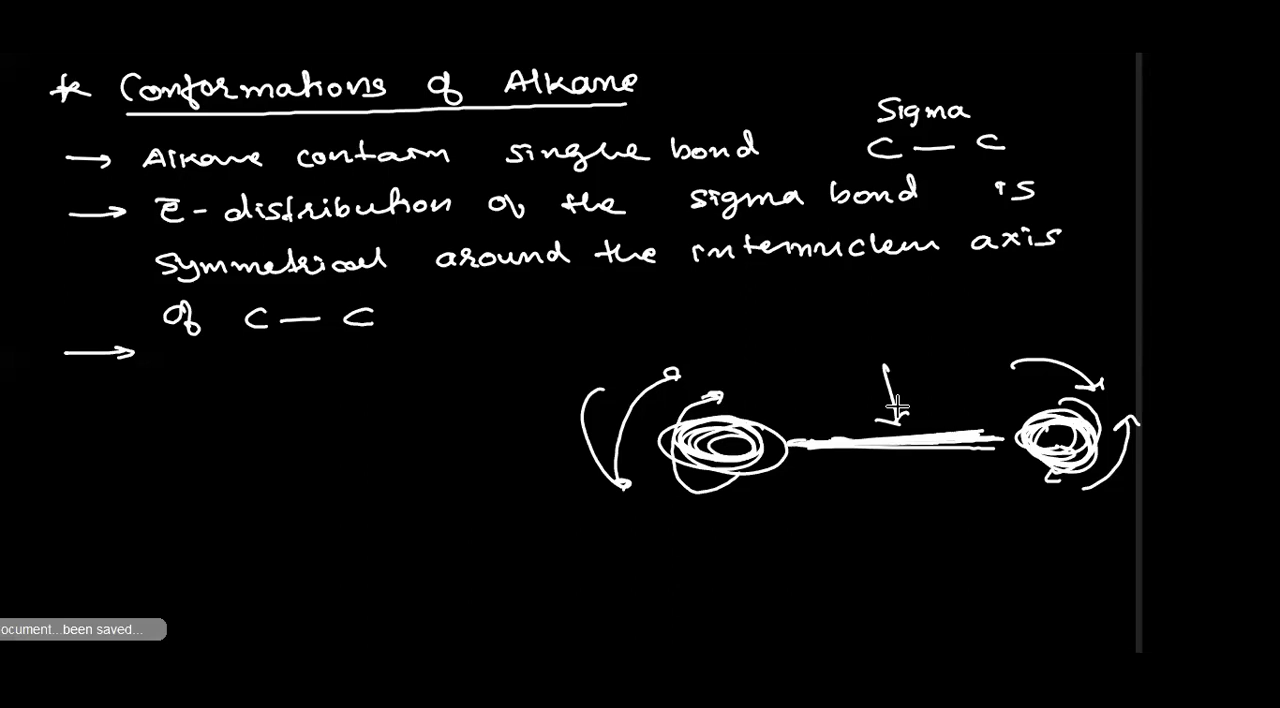 * Conformations of Alkane
Sigma
→ Alkane contain single bond C — C
→ e̅ - distribution of the sigma bond is
symmetrical around the internuclear axis
of C — C
→
ocument...been saved...